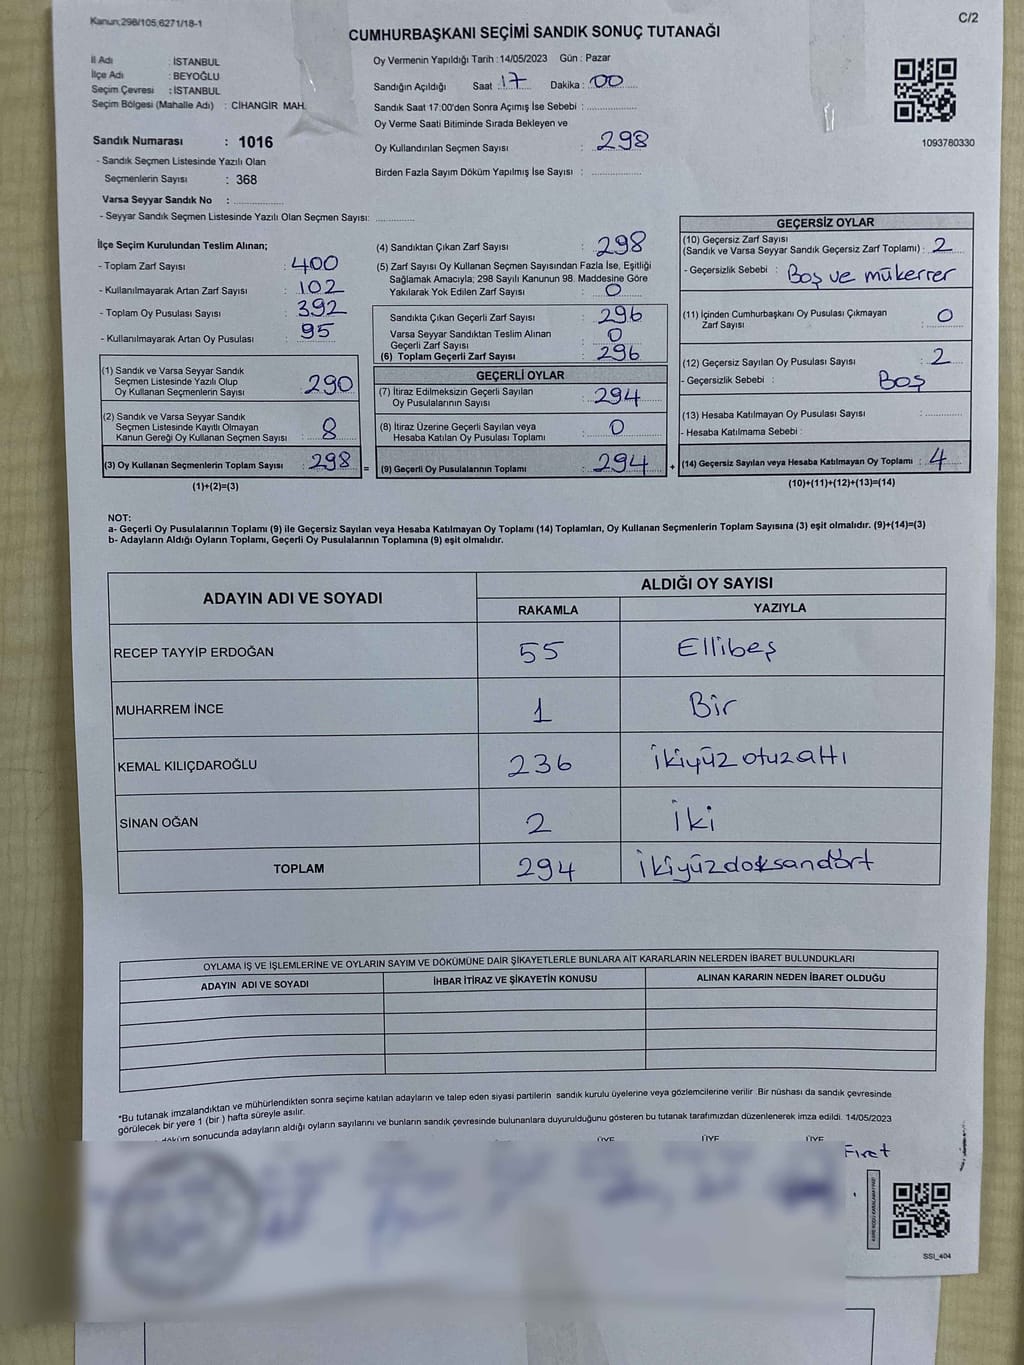 Kanun;298/105;6271/18-1
C/2
CUMHURBAŞKANI SEÇİMİ SANDIK SONUÇ TUTANAĞI
İl Adı : İSTANBUL
İlçe Adı : BEYOĞLU
Seçim Çevresi : İSTANBUL
Seçim Bölgesi (Mahalle Adı) : CİHANGİR MAH.
Sandık Numarası : 1016
- Sandık Seçmen Listesinde Yazılı Olan
Seçmenlerin Sayısı : 368
Varsa Seyyar Sandık No : ..............
- Seyyar Sandık Seçmen Listesinde Yazılı Olan Seçmen Sayısı: ............
Oy Vermenin Yapıldığı Tarih : 14/05/2023 Gün : Pazar
Sandığın Açıldığı Saat : 17 Dakika : 00
Sandık Saat 17:00'den Sonra Açımış İse Sebebi : ..............
Oy Verme Saati Bitiminde Sırada Bekleyen ve
Oy Kullandırılan Seçmen Sayısı : 298
Birden Fazla Sayım Döküm Yapılmış İse Sayısı : ..............
1093780330
İlçe Seçim Kurulundan Teslim Alınan;
- Toplam Zarf Sayısı : 400
- Kullanılmayarak Artan Zarf Sayısı : 102
- Toplam Oy Pusulası Sayısı : 392
- Kullanılmayarak Artan Oy Pusulası : 95
(1) Sandık ve Varsa Seyyar Sandık
Seçmen Listesinde Yazılı Olup
Oy Kullanan Seçmenlerin Sayısı : 290
(2) Sandık ve Varsa Seyyar Sandık
Seçmen Listesinde Kayıtlı Olmayan
Kanun Gereği Oy Kullanan Seçmen Sayısı : 8
(3) Oy Kullanan Seçmenlerin Toplam Sayısı : 298 =
(1)+(2)=(3)
(4) Sandıktan Çıkan Zarf Sayısı : 298
(5) Zarf Sayısı Oy Kullanan Seçmen Sayısından Fazla İse, Eşitliği
Sağlamak Amacıyla; 298 Sayılı Kanunun 98. Maddesine Göre
Yakılarak Yok Edilen Zarf Sayısı : 0
Sandıkta Çıkan Geçerli Zarf Sayısı : 296
Varsa Seyyar Sandıktan Teslim Alınan
Geçerli Zarf Sayısı : 0
(6) Toplam Geçerli Zarf Sayısı : 296
GEÇERLİ OYLAR
(7) İtiraz Edilmeksizin Geçerli Sayılan
Oy Pusulalarının Sayısı : 294
(8) İtiraz Üzerine Geçerli Sayılan veya
Hesaba Katılan Oy Pusulası Toplamı : 0
(9) Geçerli Oy Pusulalarının Toplamı : 294 +
GEÇERSİZ OYLAR
(10) Geçersiz Zarf Sayısı
(Sandık ve Varsa Seyyar Sandık Geçersiz Zarf Toplamı) : 2
- Geçersizlik Sebebi : Boş ve mükerrer
(11) İçinden Cumhurbaşkanı Oy Pusulası Çıkmayan
Zarf Sayısı : 0
(12) Geçersiz Sayılan Oy Pusulası Sayısı : 2
- Geçersizlik Sebebi : Boş
(13) Hesaba Katılmayan Oy Pusulası Sayısı : ............
- Hesaba Katılmama Sebebi :
(14) Geçersiz Sayılan veya Hesaba Katılmayan Oy Toplamı : 4
(10)+(11)+(12)+(13)=(14)
NOT:
a- Geçerli Oy Pusulalarının Toplamı (9) ile Geçersiz Sayılan veya Hesaba Katılmayan Oy Toplamı (14) Toplamları, Oy Kullanan Seçmenlerin Toplam Sayısına (3) eşit olmalıdır. (9)+(14)=(3)
b- Adayların Aldığı Oyların Toplamı, Geçerli Oy Pusulalarının Toplamına (9) eşit olmalıdır.
ADAYIN ADI VE SOYADI
ALDIĞI OY SAYISI
RAKAMLA YAZIYLA
RECEP TAYYİP ERDOĞAN 55 Ellibeş
MUHARREM İNCE 1 Bir
KEMAL KILIÇDAROĞLU 236 ikiyüz otuzaltı
SİNAN OĞAN 2 iki
TOPLAM 294 ikiyüzdoksandört
OYLAMA İŞ VE İŞLEMLERİNE VE OYLARIN SAYIM VE DÖKÜMÜNE DAİR ŞİKAYETLERLE BUNLARA AİT KARARLARIN NELERDEN İBARET BULUNDUKLARI
ADAYIN ADI VE SOYADI İHBAR İTİRAZ VE ŞİKAYETİN KONUSU ALINAN KARARIN NEDEN İBARET OLDUĞU
*Bu tutanak imzalandıktan ve mühürlendikten sonra seçime katılan adayların ve talep eden siyasi partilerin sandık kurulu üyelerine veya gözlemcilerine verilir .Bir nüshası da sandık çevresinde
görülecek bir yere 1 (bir) hafta süreyle asılır.
döküm sonucunda adayların aldığı oyların sayılarını ve bunların sandık çevresinde bulunanlara duyurulduğunu gösteren bu tutanak tarafımızdan düzenlenerek imza edildi. 14/05/2023
ÜYE ÜYE ÜYE
SSI_404